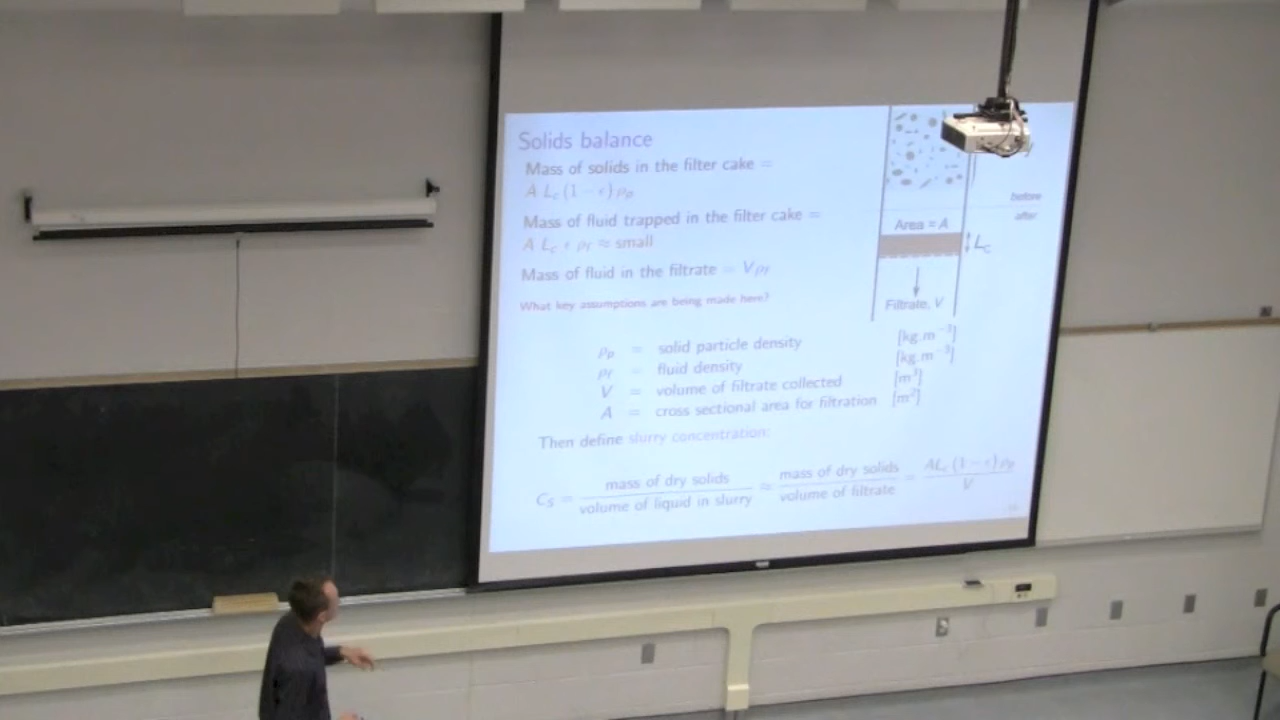 Solids balance
Mass of solids in the filter cake =
A L_c (1 − ε) ρ_p
Mass of fluid trapped in the filter cake =
A L_c ε ρ_f ≈ small
Mass of fluid in the filtrate = Vρ_f
What key assumptions are being made here?
before
after
Area = A
L_c
Filtrate, V
ρ_p = solid particle density [kg.m⁻³]
ρ_f = fluid density [kg.m⁻³]
V = volume of filtrate collected [m³]
A = cross sectional area for filtration [m²]
Then define slurry concentration:
C_S = mass of dry solids / volume of liquid in slurry ≈ mass of dry solids / volume of filtrate = AL_c (1 − ε) ρ_p / V